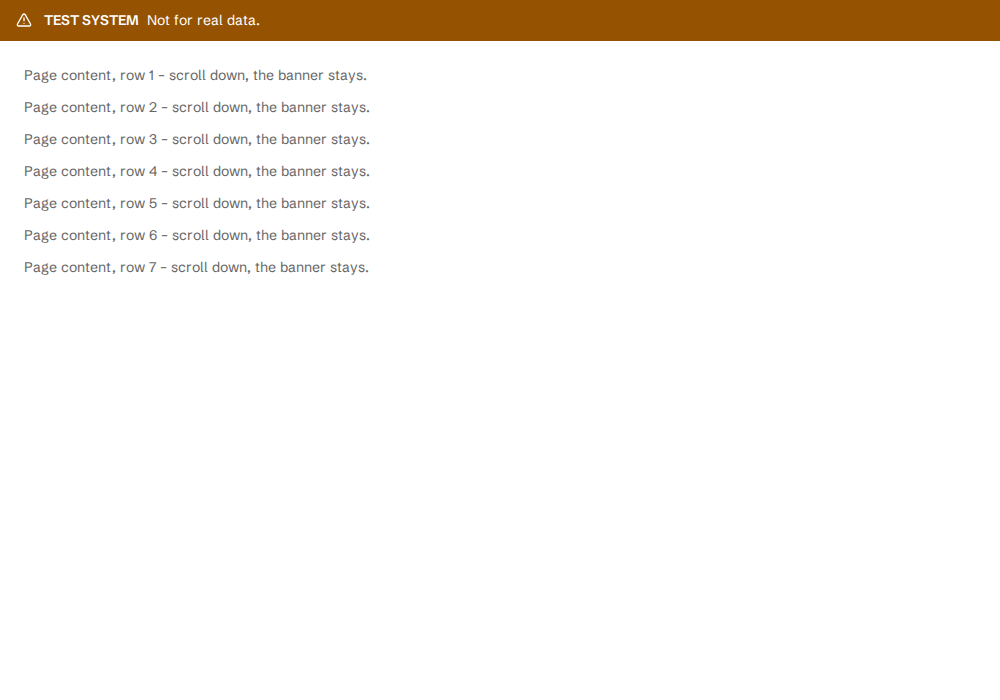 TEST SYSTEM Not for real data.
Page content, row 1 – scroll down, the banner stays.
Page content, row 2 – scroll down, the banner stays.
Page content, row 3 – scroll down, the banner stays.
Page content, row 4 – scroll down, the banner stays.
Page content, row 5 – scroll down, the banner stays.
Page content, row 6 – scroll down, the banner stays.
Page content, row 7 – scroll down, the banner stays.